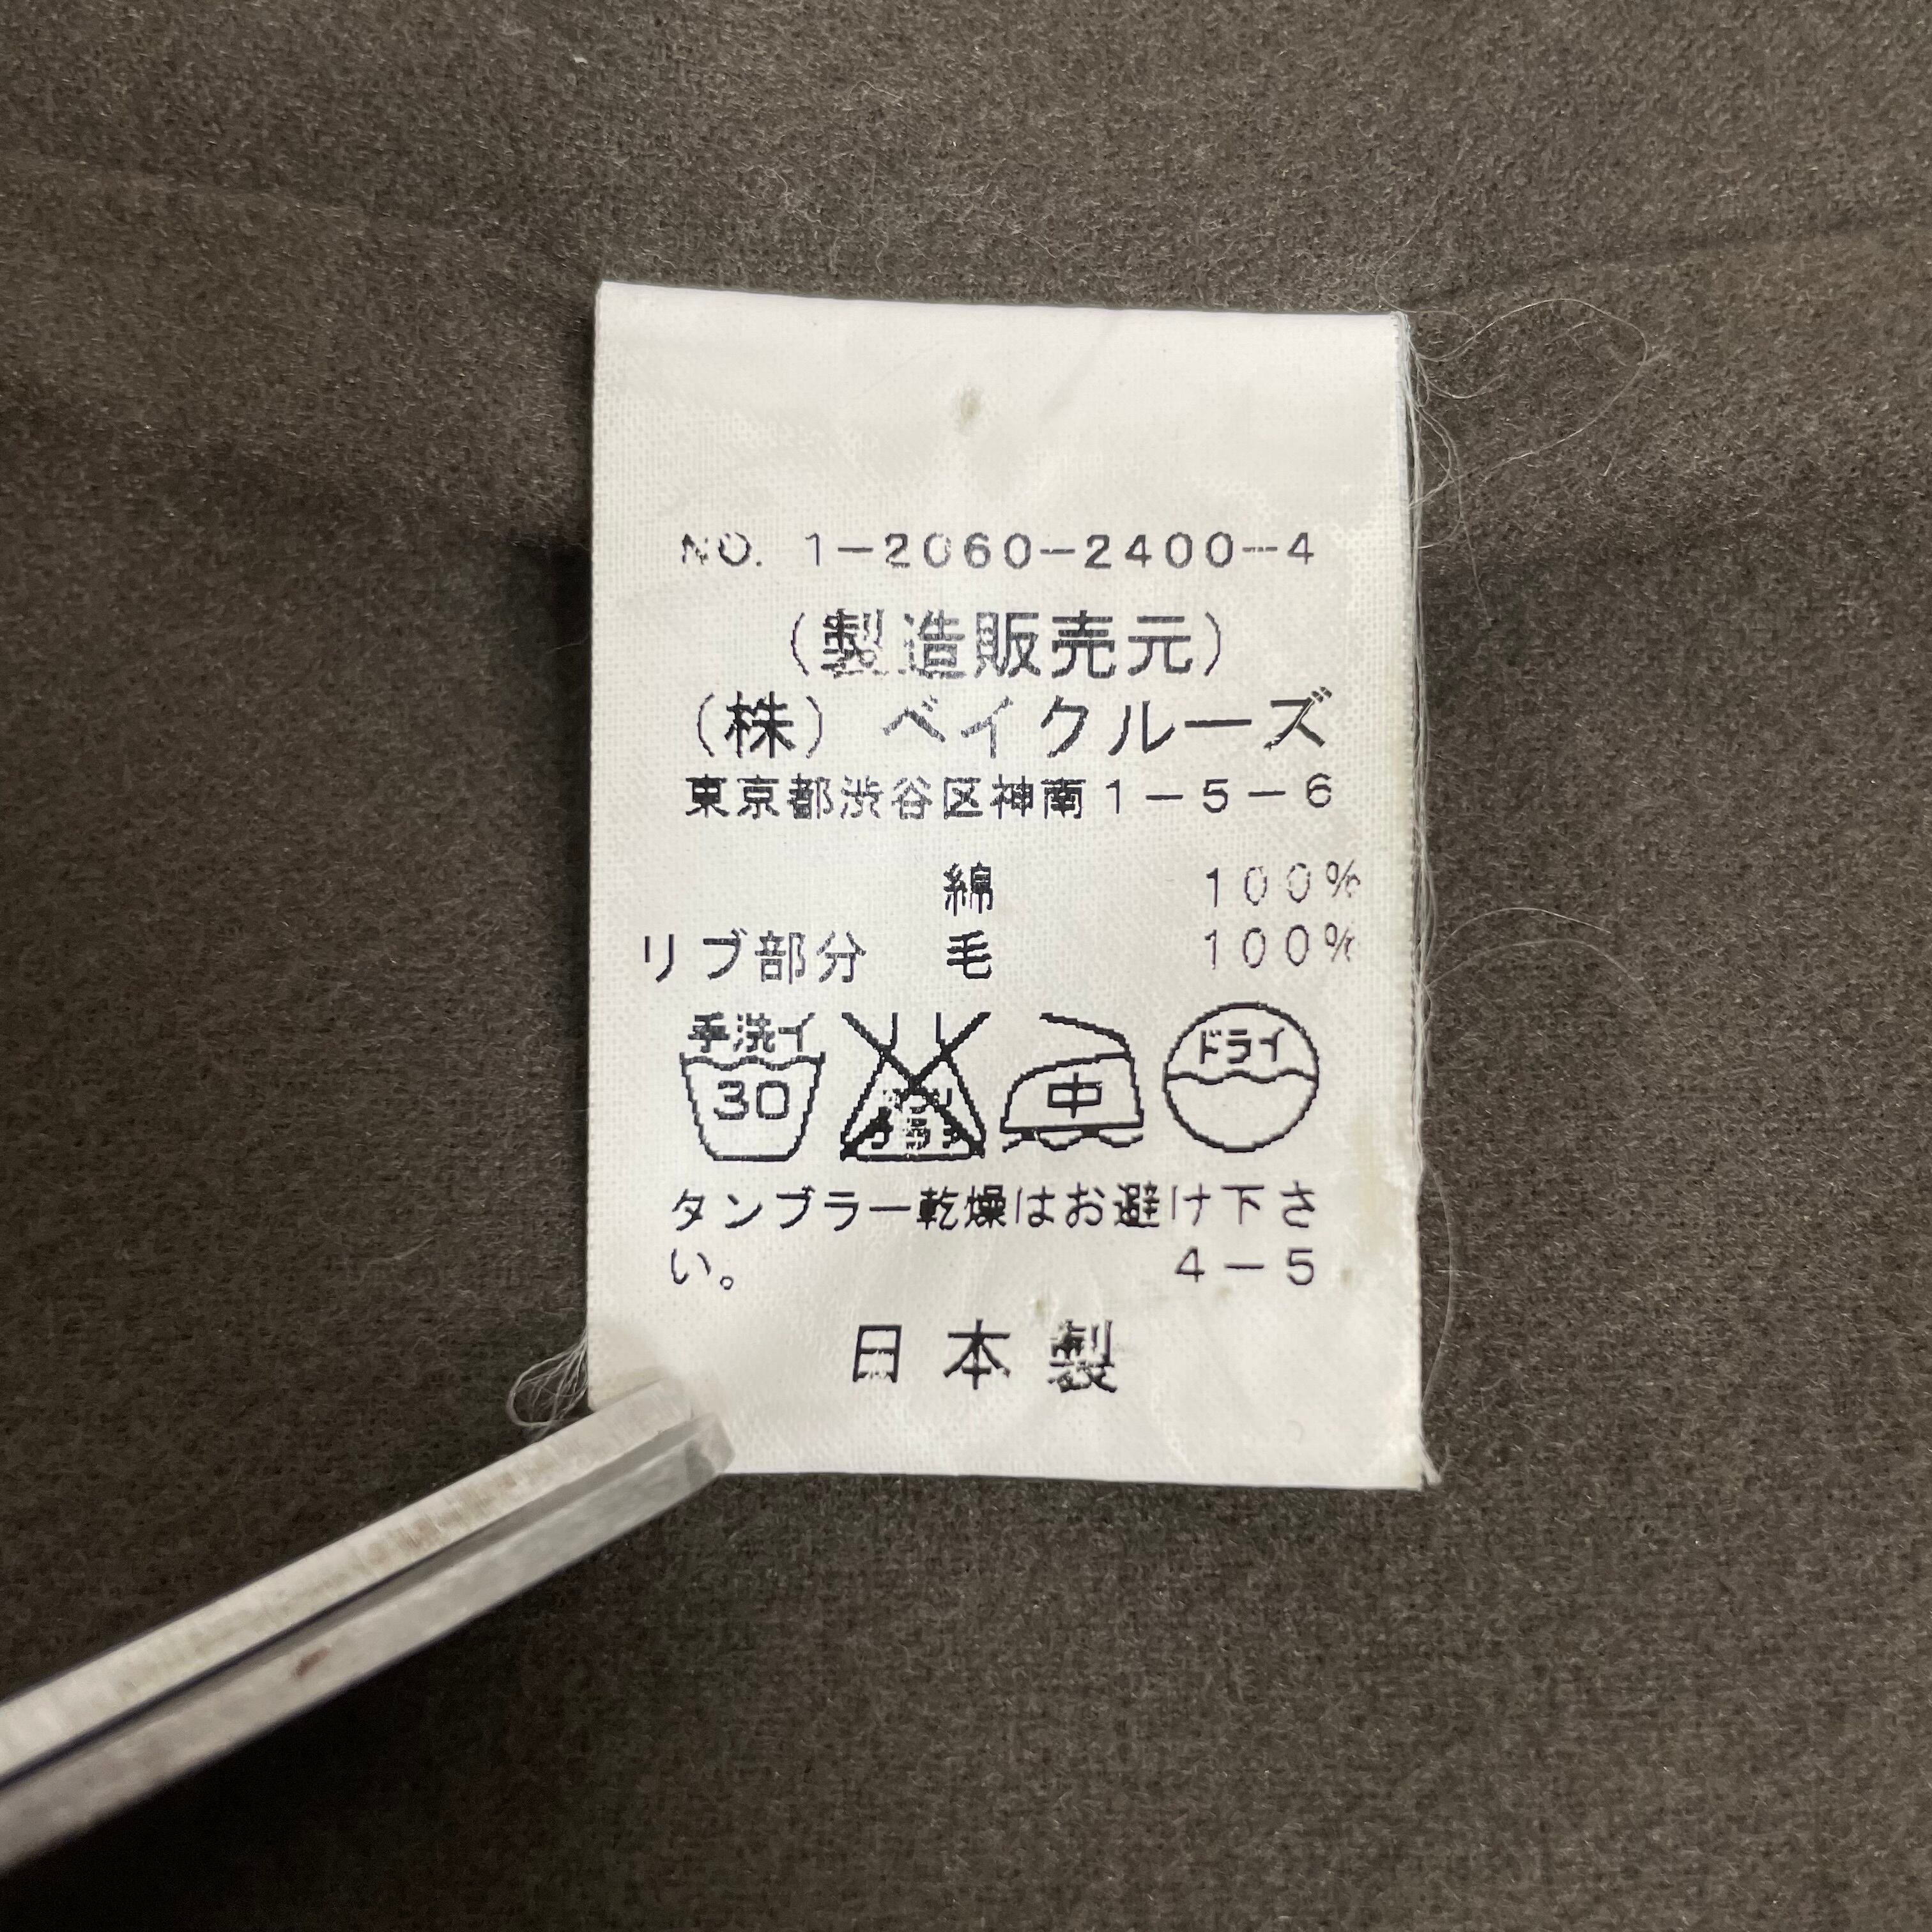 NO. 1-2060-2400-4
(製造販売元)
(株) ベイクルーズ
東京都渋谷区神南1-5-6
綿 100%
リブ部分 毛 100%
手洗イ 30
中
ドライ
タンブラー乾燥はお避け下さ
い。 4-5
日本製